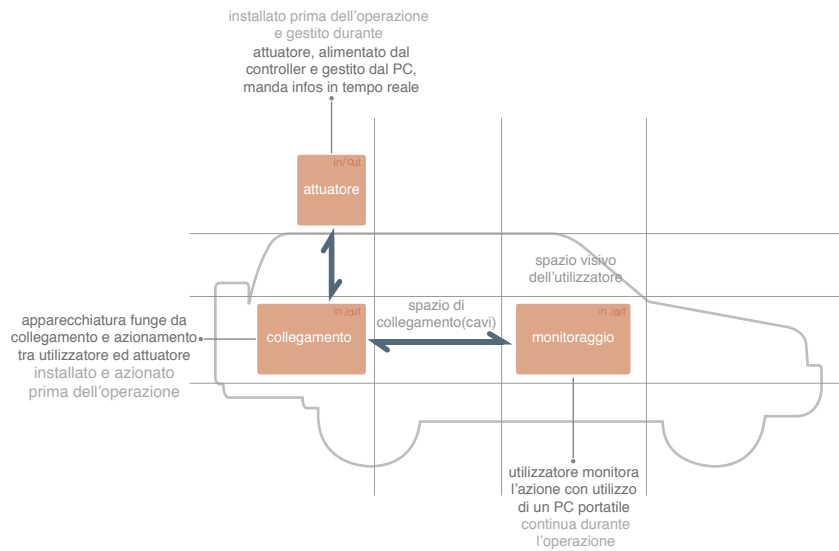 installato prima dell'operazione
e gestito durante
attuatore, alimentato dal
controller e gestito dal PC,
manda infos in tempo reale
in/out
attuatore
spazio visivo
dell'utilizzatore
apparecchiatura funge da
collegamento e azionamento
tra utilizzatore ed attuatore
installato e azionato
prima dell'operazione
in/out
collegamento
spazio di
collegamento(cavi)
in/out
monitoraggio
utilizzatore monitora
l'azione con utilizzo
di un PC portatile
continua durante
l'operazione